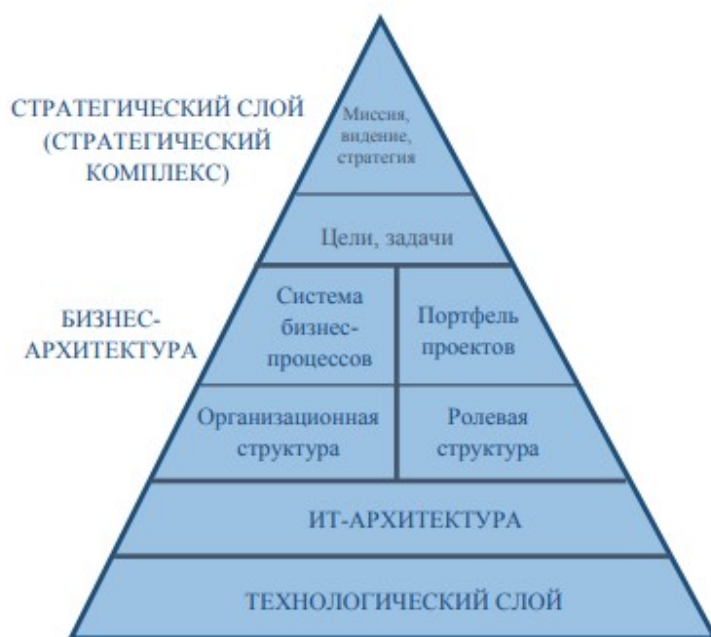 СТРАТЕГИЧЕСКИЙ СЛОЙ
(СТРАТЕГИЧЕСКИЙ
КОМПЛЕКС)
Миссия,
видение,
стратегия
Цели, задачи
БИЗНЕС-
АРХИТЕКТУРА
Система
бизнес-
процессов
Портфель
проектов
Организационная
структура
Ролевая
структура
ИТ-АРХИТЕКТУРА
ТЕХНОЛОГИЧЕСКИЙ СЛОЙ